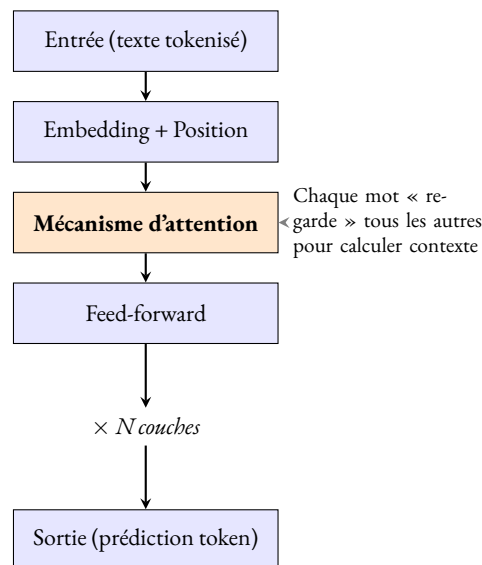 Entrée (texte tokenisé)
Embedding + Position
Mécanisme d'attention
Chaque mot « re-
garde » tous les autres
pour calculer contexte
Feed-forward
× N couches
Sortie (prédiction token)